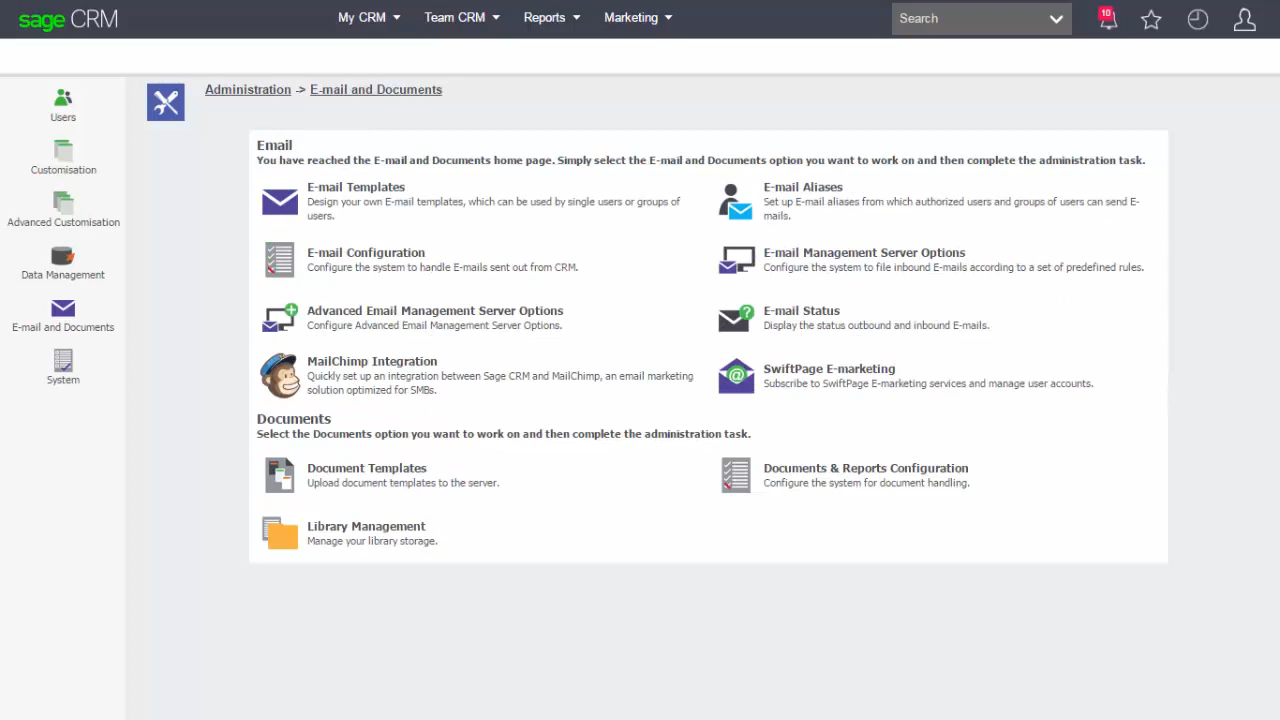 sage CRM
My CRM
Team CRM
Reports
Marketing
Search
10
Administration -> E-mail and Documents
Users
Customisation
Advanced Customisation
Data Management
E-mail and Documents
System
Email
You have reached the E-mail and Documents home page. Simply select the E-mail and Documents option you want to work on and then complete the administration task.
E-mail Templates
Design your own E-mail templates, which can be used by single users or groups of
users.
E-mail Aliases
Set up E-mail aliases from which authorized users and groups of users can send E-
mails.
E-mail Configuration
Configure the system to handle E-mails sent out from CRM.
E-mail Management Server Options
Configure the system to file inbound E-mails according to a set of predefined rules.
Advanced Email Management Server Options
Configure Advanced Email Management Server Options.
E-mail Status
Display the status outbound and inbound E-mails.
MailChimp Integration
Quickly set up an integration between Sage CRM and MailChimp, an email marketing
solution optimized for SMBs.
SwiftPage E-marketing
Subscribe to SwiftPage E-marketing services and manage user accounts.
Documents
Select the Documents option you want to work on and then complete the administration task.
Document Templates
Upload document templates to the server.
Documents & Reports Configuration
Configure the system for document handling.
Library Management
Manage your library storage.